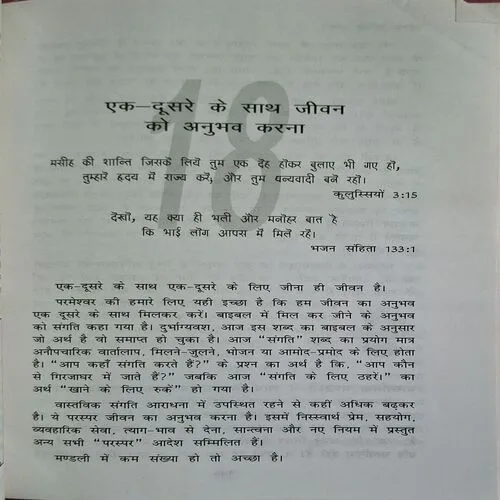 18
एक–दूसरे के साथ जीवन
को अनुभव करना
मसीह की शान्ति जिसके लिये तुम एक देह होकर बुलाए भी गए हो,
तुम्हारे हृदय में राज्य करें, और तुम धन्यवादी बने रहो।
कुलुस्सियों 3:15
देखो, यह क्या ही भली और मनोहर बात है
कि भाई लोग आपस में मिले रहें।
भजन संहिता 133:1
एक-दूसरे के साथ एक-दूसरे के लिए जीना ही जीवन है।
परमेश्वर की हमारे लिए यही इच्छा है कि हम जीवन का अनुभव
एक दूसरे के साथ मिलकर करें। बाइबल में मिल कर जीने के अनुभव
को संगति कहा गया है। दुर्भाग्यवश, आज इस शब्द का बाइबल के अनुसार
जो अर्थ है वो समाप्त हो चुका है। आज “संगति” शब्द का प्रयोग मात्र
अनौपचारिक वार्तालाप, मिलने-जुलने, भोजन या आमोद-प्रमोद के लिए होता
है। “आप कहाँ संगति करते हैं?” के प्रश्न का अर्थ है कि, “आप कौन
से गिरजाघर में जाते हैं?” जबकि आज “संगति के लिए ठहरें।” का
अर्थ “खाने के लिए रुकें” हो गया है।
वास्तविक संगति आराधना में उपस्थित रहने से कहीं अधिक बढ़कर
है। ये परस्पर जीवन का अनुभव करना है। इसमें निस्स्वार्थ प्रेम, सहयोग,
व्यवहारिक सेवा, त्याग-भाव से देना, सान्त्वना और नए नियम में प्रस्तुत
अन्य सभी “परस्पर” आदेश सम्मिलित हैं।
मण्डली में कम संख्या हो तो अच्छा है।